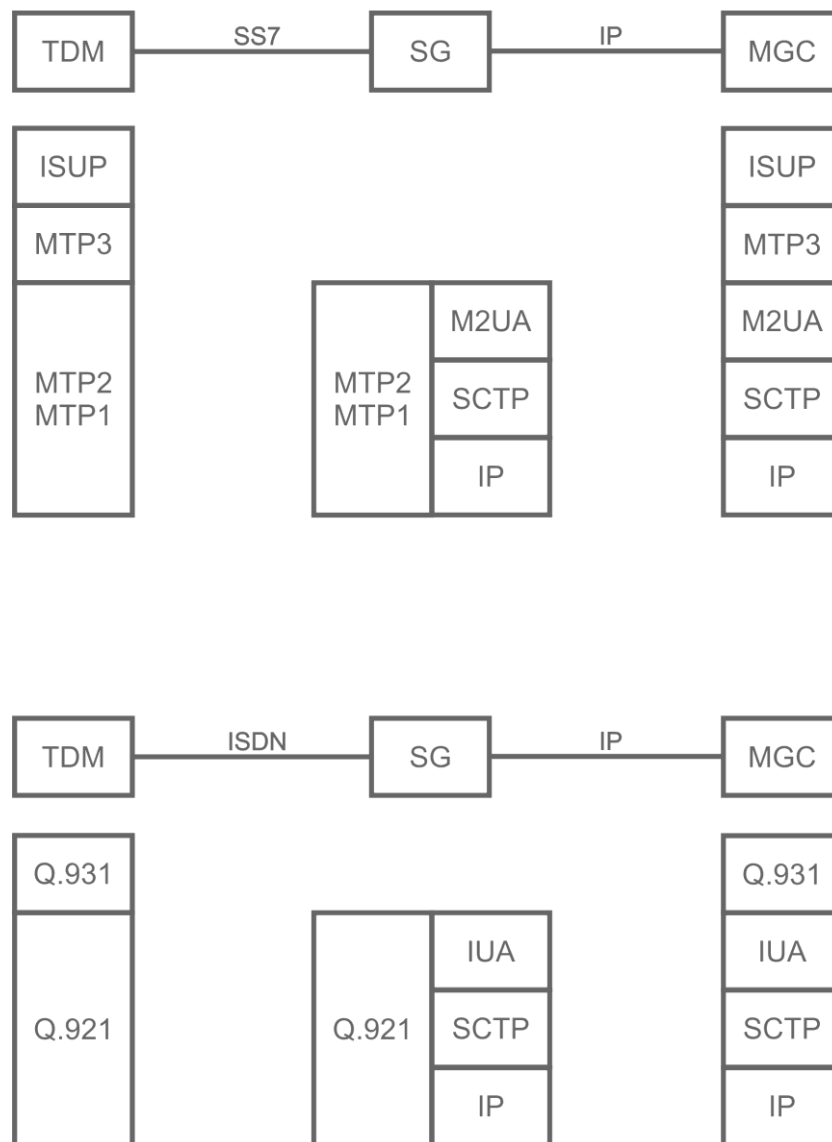 TDM SS7 SG IP MGC
ISUP ISUP
MTP3 MTP3
M2UA M2UA
MTP2 MTP2
MTP1 MTP1
SCTP SCTP
IP IP
TDM ISDN SG IP MGC
Q.931 Q.931
IUA IUA
Q.921 Q.921 SCTP SCTP
IP IP